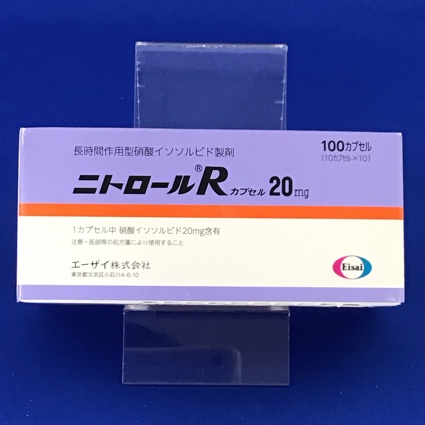 長時間作用型硝酸イソソルビド製剤
100カプセル
(10カプセル×10)
ニトロールR® カプセル 20mg
1カプセル中 硝酸イソソルビド20mg含有
注意-医師等の処方箋により使用すること
エーザイ株式会社
東京都文京区小石川4-6-10
Eisai